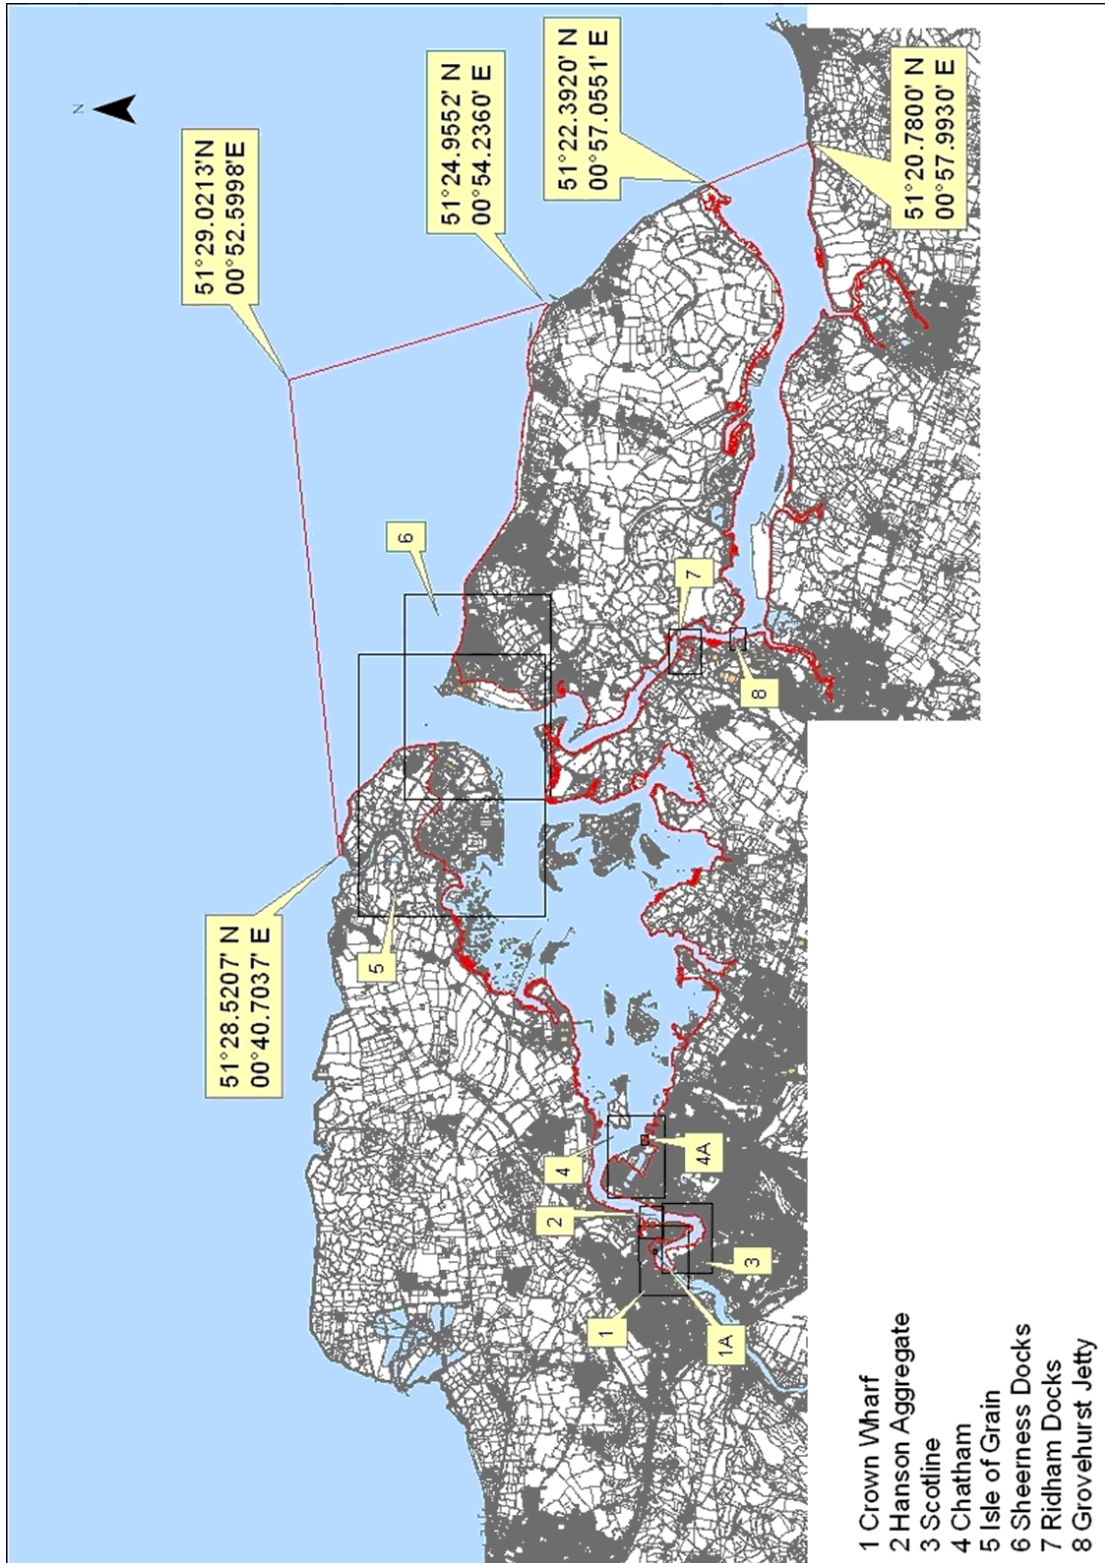 N
51°29.0213'N
00°52.5998'E
51°24.9552' N
00°54.2360' E
51°22.3920' N
00°57.0551' E
51°20.7800' N
00°57.9930' E
51°28.5207' N
00°40.7037' E
6
5
7
8
4
4A
2
3
1
1A
1 Crown Wharf
2 Hanson Aggregate
3 Scotline
4 Chatham
5 Isle of Grain
6 Sheerness Docks
7 Ridham Docks
8 Grovehurst Jetty